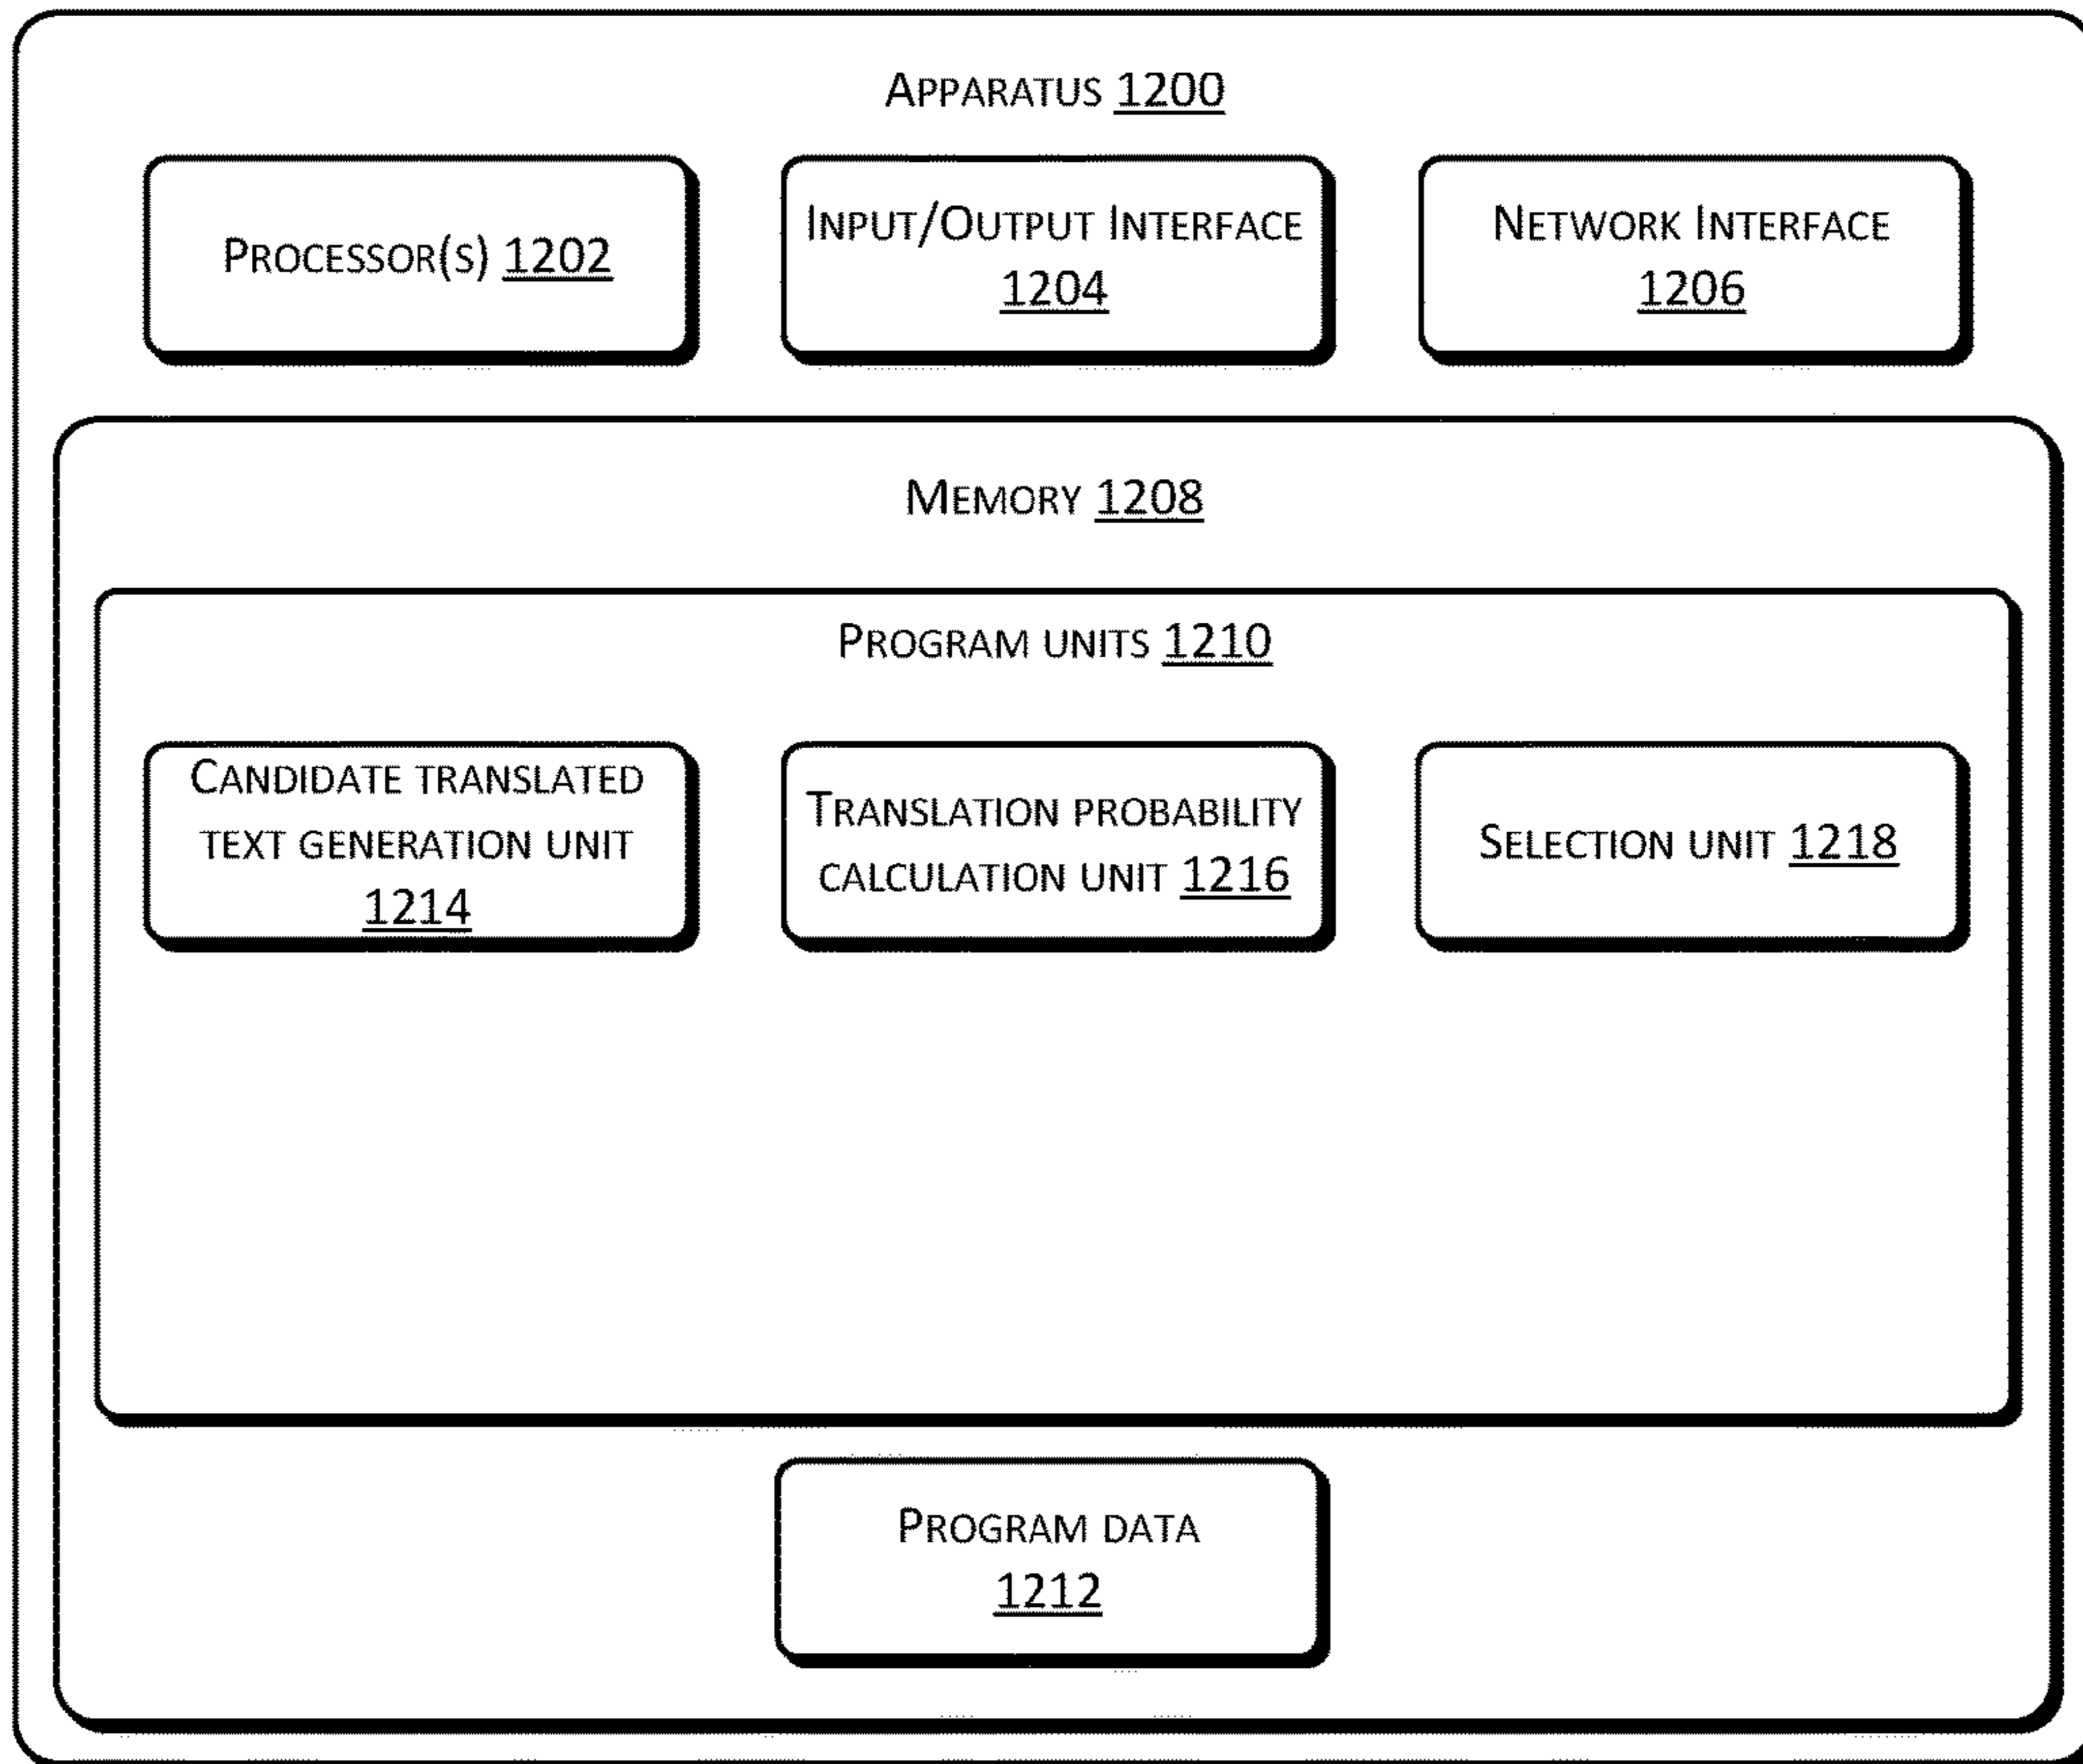 Apparatus 1200
Processor(s) 1202
Input/Output Interface
1204
Network Interface
1206
Memory 1208
Program units 1210
Candidate translated
text generation unit
1214
Translation probability
calculation unit 1216
Selection unit 1218
Program data
1212